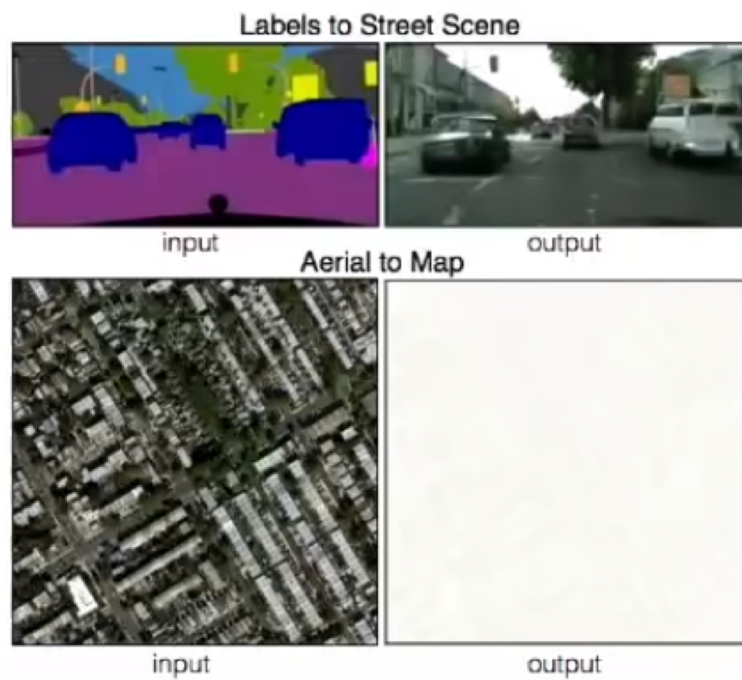 Labels to Street Scene
input
output
Aerial to Map
input
output